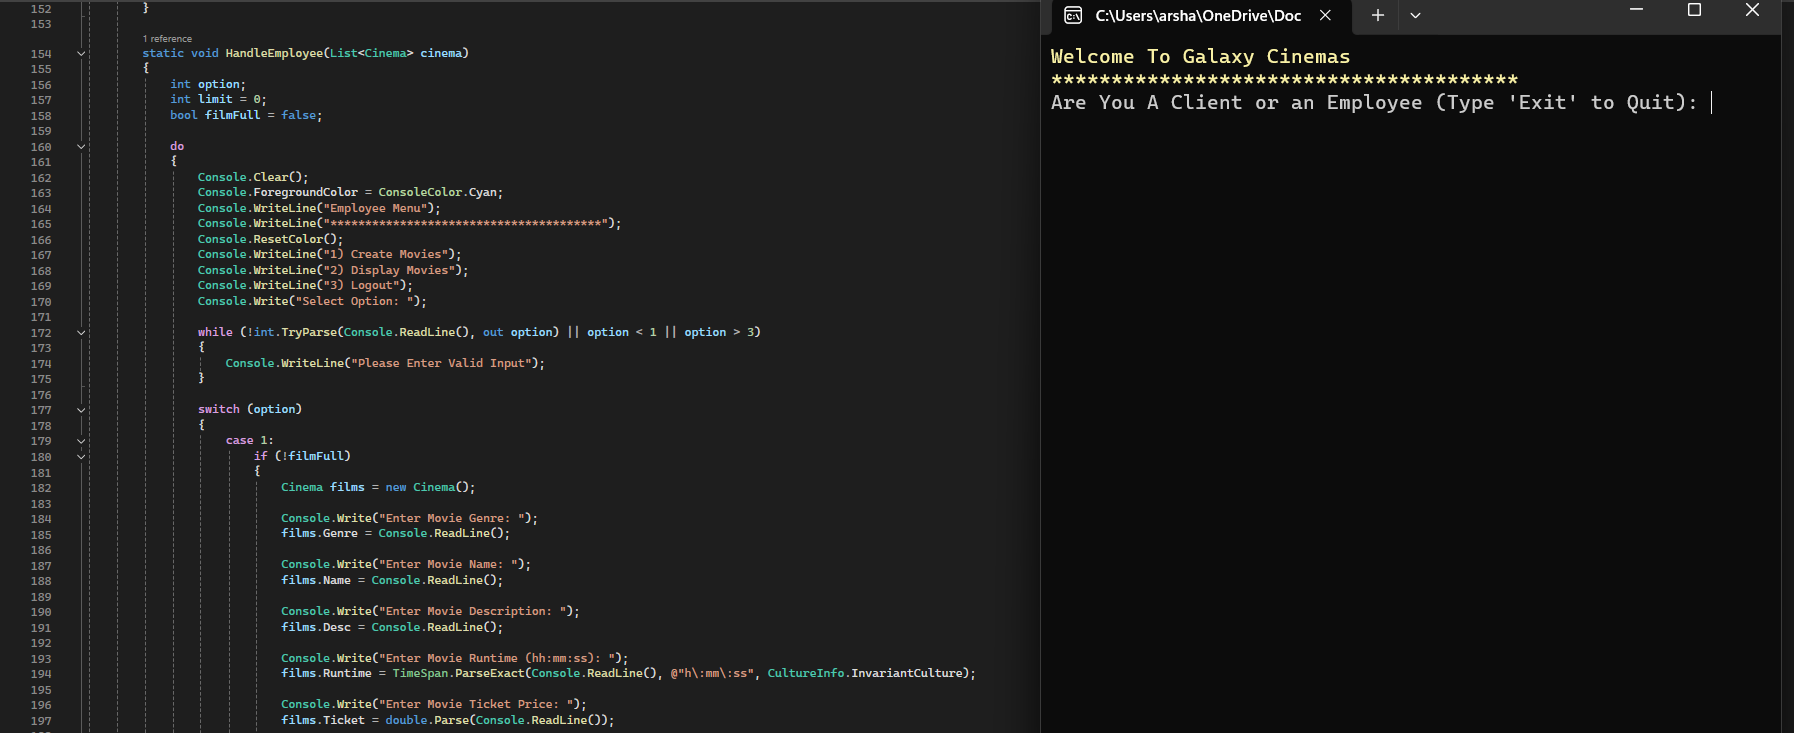 152 }
153
1 reference
154 static void HandleEmployee(List<Cinema> cinema)
155 {
156 int option;
157 int limit = 0;
158 bool filmFull = false;
159
160 do
161 {
162 Console.Clear();
163 Console.ForegroundColor = ConsoleColor.Cyan;
164 Console.WriteLine("Employee Menu");
165 Console.WriteLine("***************************************");
166 Console.ResetColor();
167 Console.WriteLine("1) Create Movies");
168 Console.WriteLine("2) Display Movies");
169 Console.WriteLine("3) Logout");
170 Console.Write("Select Option: ");
171
172 while (!int.TryParse(Console.ReadLine(), out option) || option < 1 || option > 3)
173 {
174 Console.WriteLine("Please Enter Valid Input");
175 }
176
177 switch (option)
178 {
179 case 1:
180 if (!filmFull)
181 {
182 Cinema films = new Cinema();
183
184 Console.Write("Enter Movie Genre: ");
185 films.Genre = Console.ReadLine();
186
187 Console.Write("Enter Movie Name: ");
188 films.Name = Console.ReadLine();
189
190 Console.Write("Enter Movie Description: ");
191 films.Desc = Console.ReadLine();
192
193 Console.Write("Enter Movie Runtime (hh:mm:ss): ");
194 films.Runtime = TimeSpan.ParseExact(Console.ReadLine(), @"h\:mm\:ss", CultureInfo.InvariantCulture);
195
196 Console.Write("Enter Movie Ticket Price: ");
197 films.Ticket = double.Parse(Console.ReadLine());
C:\Users\arsha\OneDrive\Doc
Welcome To Galaxy Cinemas
***************************************
Are You A Client or an Employee (Type 'Exit' to Quit):